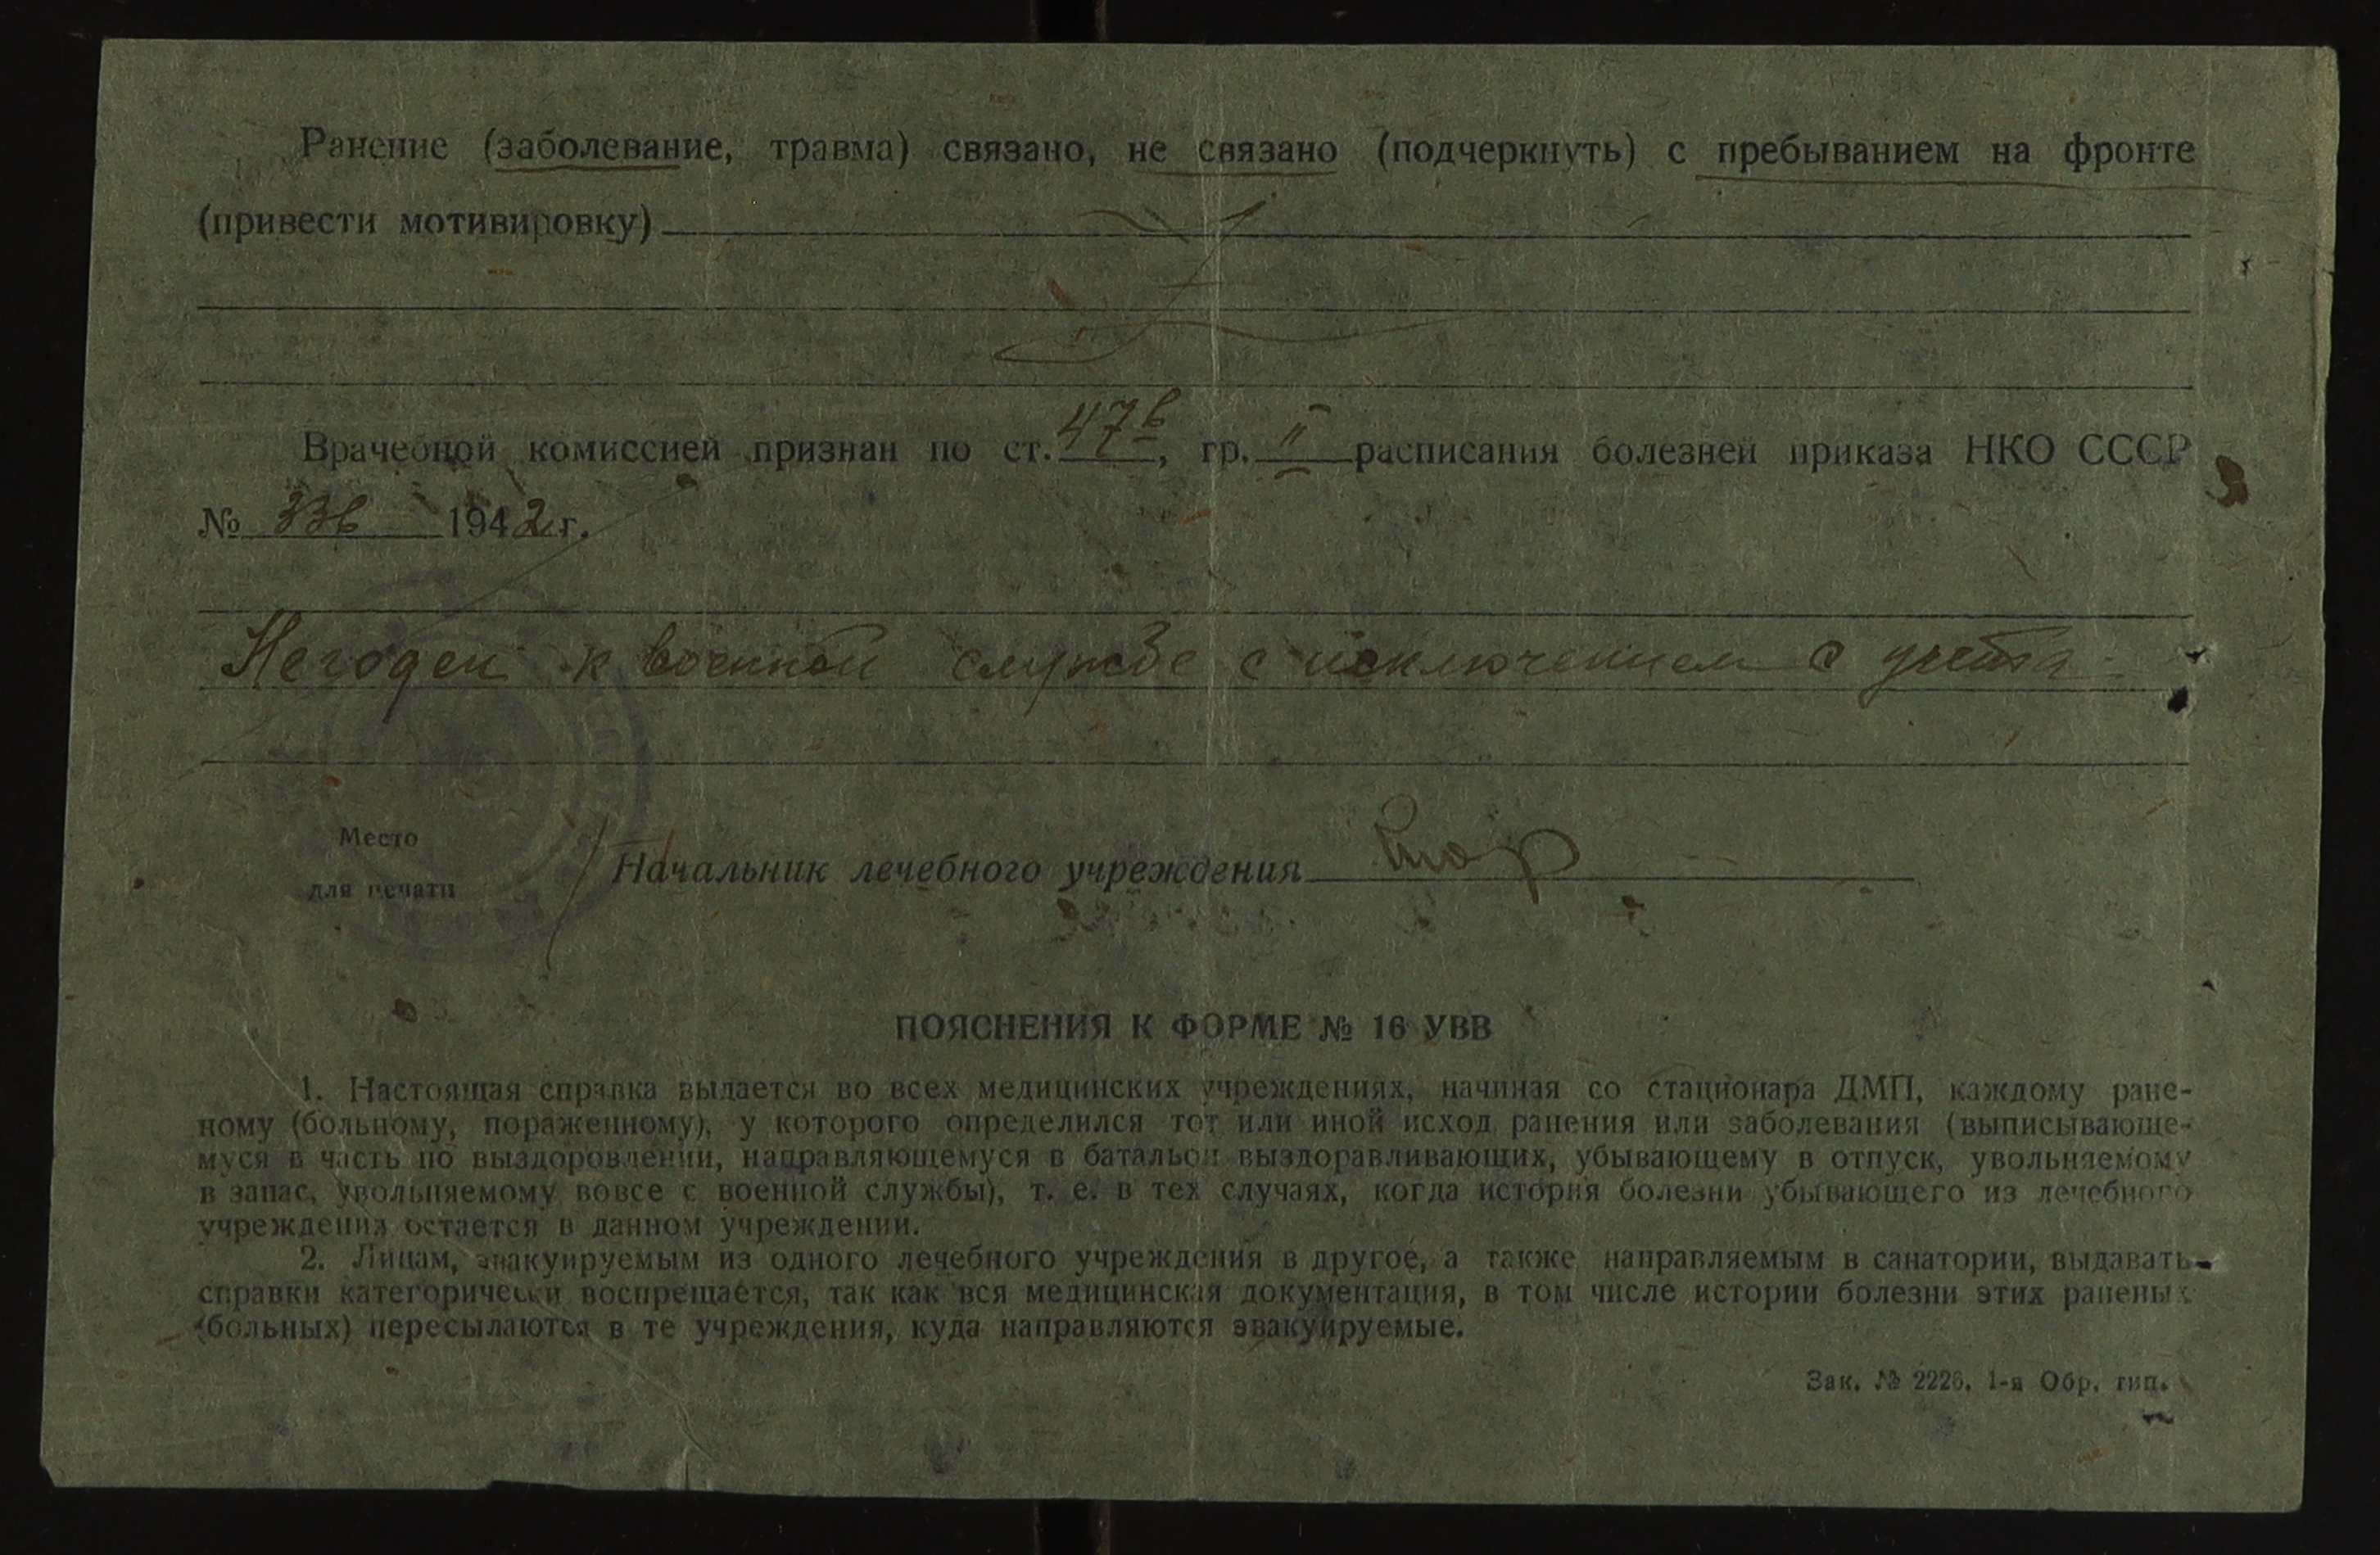 Ранение (заболевание, травма) связано, не связано (подчеркнуть) с пребыванием на фронте
(привести мотивировку)
Врачебной комиссией признан по ст. 47в, гр. II расписания болезней приказа НКО СССР
№ 336 1942 г.
Негоден к военной службе с исключением с учета
Место
для печати
Начальник лечебного учреждения
ПОЯСНЕНИЯ К ФОРМЕ № 16 УВВ
1. Настоящая справка выдается во всех медицинских учреждениях, начиная со стационара ДМП, каждому ране-
ному (больному, пораженному), у которого определился тот или иной исход ранения или заболевания (выписывающе-
муся в часть по выздоровлении, направляющемуся в батальон выздоравливающих, убывающему в отпуск, увольняемому
в запас, увольняемому вовсе с военной службы), т. е. в тех случаях, когда история болезни убывающего из лечебного
учреждения остается в данном учреждении.
2. Лицам, эвакуируемым из одного лечебного учреждения в другое, а также направляемым в санатории, выдавать
справки категорически воспрещается, так как вся медицинская документация, в том числе истории болезни этих раненых
(больных) пересылаются в те учреждения, куда направляются эвакуируемые.
Зак. № 2226. 1-я Обр. тип.